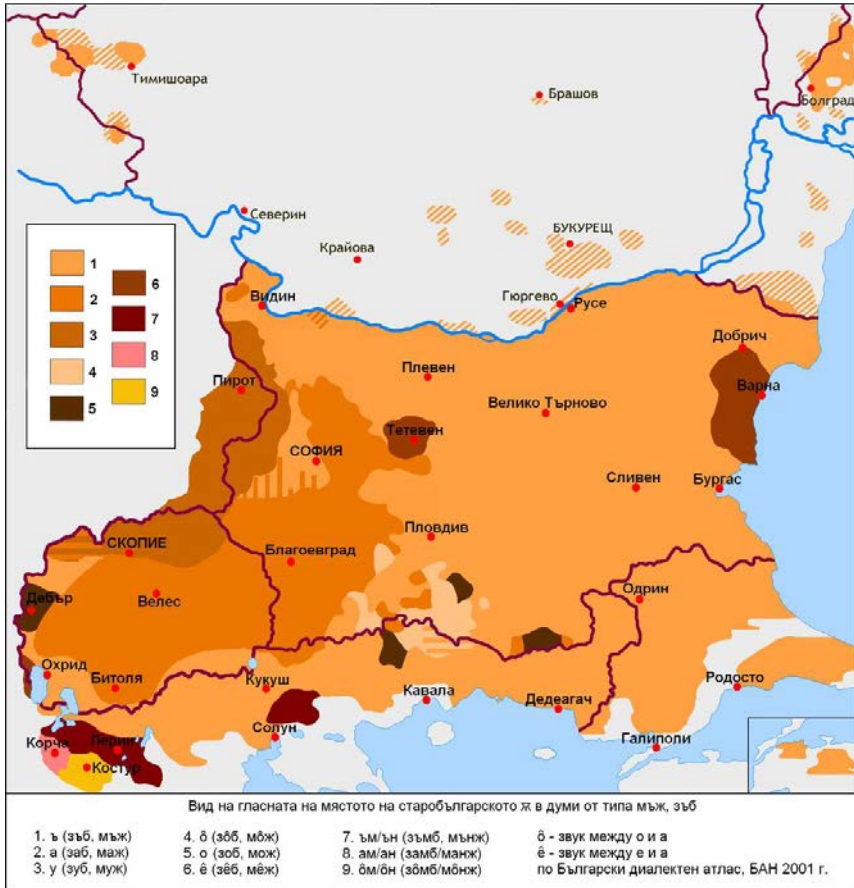 Тимишоара
Брашов
Болград
Северин
Крайова
БУКУРЕЩ
Гюргево
Русе
Видин
1
2
3
4
5
6
7
8
9
Добрич
Варна
Плевен
Пирот
Велико Търново
Тетевен
СОФИЯ
Сливен
Бургас
Пловдив
СКОПИЕ
Благоевград
Дебър
Велес
Одрин
Охрид
Битоля
Кукуш
Кавала
Дедеагач
Родосто
Солун
Галиполи
Корча
Лерин
Костур
Вид на гласната на мястото на старобългарското ѫ в думи от типа мъж, зъб
1. ъ (зъб, мъж)
2. а (заб, маж)
3. у (зуб, муж)
4. ô (зôб, мôж)
5. о (зоб, мож)
6. ê (зêб, мêж)
7. ъм/ън (зъмб, мънж)
8. ам/ан (замб/манж)
9. ôм/ôн (зôмб/мôнж)
ô - звук между о и а
ê - звук между е и а
по Български диалектен атлас, БАН 2001 г.